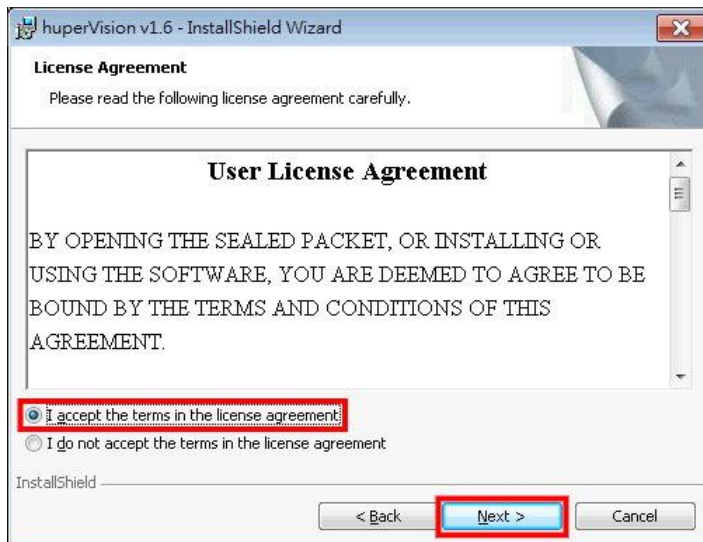 huperVision v1.6 - InstallShield Wizard
License Agreement
Please read the following license agreement carefully.
User License Agreement
BY OPENING THE SEALED PACKET, OR INSTALLING OR
USING THE SOFTWARE, YOU ARE DEEMED TO AGREE TO BE
BOUND BY THE TERMS AND CONDITIONS OF THIS
AGREEMENT.
I accept the terms in the license agreement
I do not accept the terms in the license agreement
InstallShield
< Back Next > Cancel